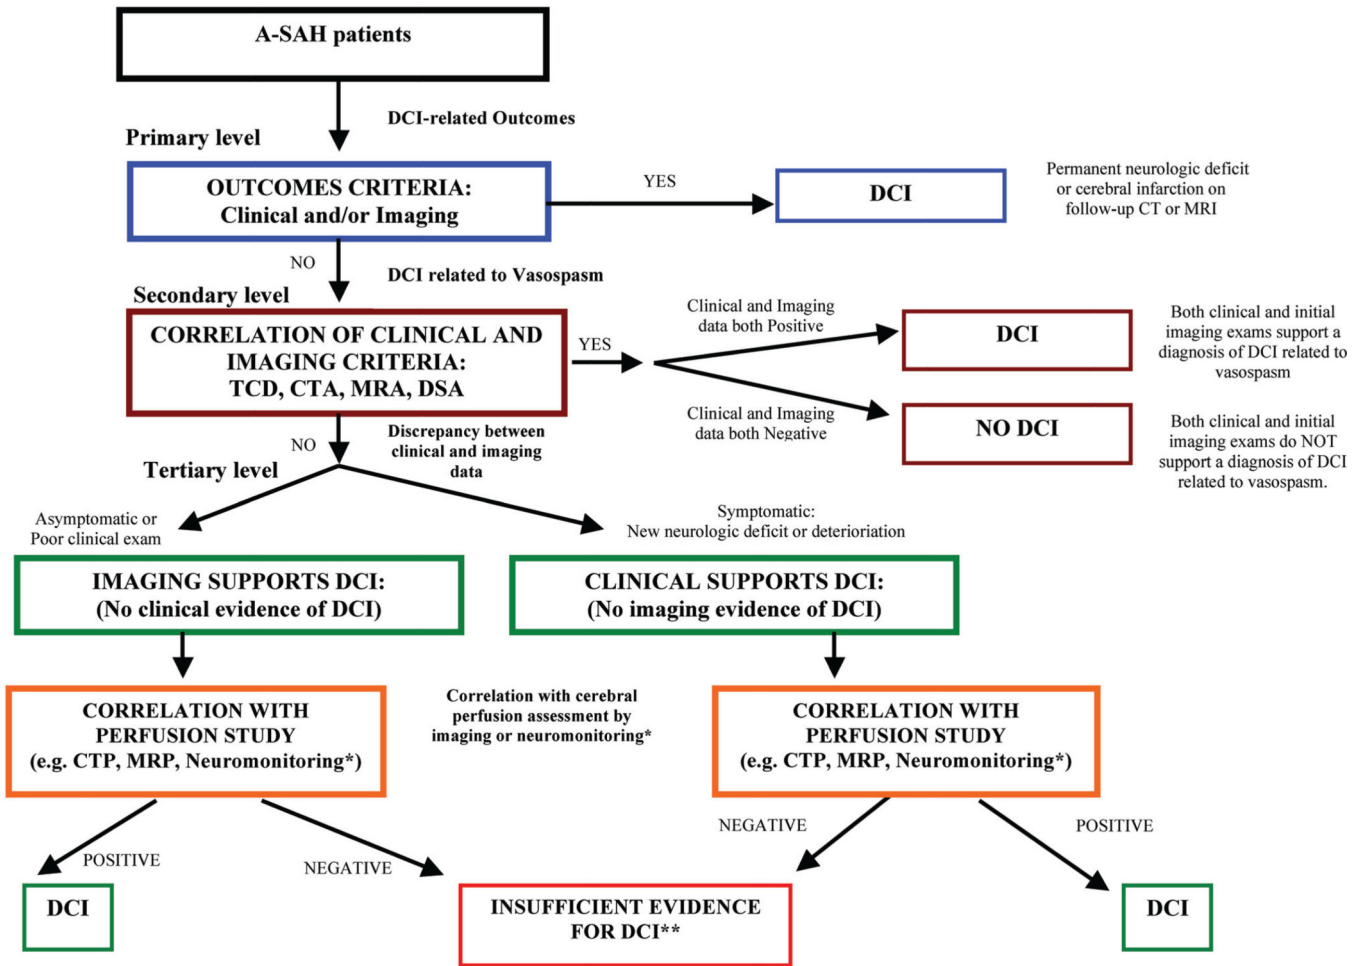 A-SAH patients
DCI-related Outcomes
Primary level
OUTCOMES CRITERIA:
Clinical and/or Imaging
YES
DCI
Permanent neurologic deficit
or cerebral infarction on
follow-up CT or MRI
NO
DCI related to Vasospasm
Secondary level
CORRELATION OF CLINICAL AND
IMAGING CRITERIA:
TCD, CTA, MRA, DSA
YES
Clinical and Imaging
data both Positive
DCI
Both clinical and initial
imaging exams support a
diagnosis of DCI related to
vasospasm
Clinical and Imaging
data both Negative
NO DCI
Both clinical and initial
imaging exams do NOT
support a diagnosis of DCI
related to vasospasm.
NO
Discrepancy between
clinical and imaging
data
Tertiary level
Asymptomatic or
Poor clinical exam
Symptomatic:
New neurologic deficit or deterioriation
IMAGING SUPPORTS DCI:
(No clinical evidence of DCI)
CLINICAL SUPPORTS DCI:
(No imaging evidence of DCI)
CORRELATION WITH
PERFUSION STUDY
(e.g. CTP, MRP, Neuromonitoring*)
Correlation with cerebral
perfusion assessment by
imaging or neuromonitoring*
CORRELATION WITH
PERFUSION STUDY
(e.g. CTP, MRP, Neuromonitoring*)
POSITIVE
NEGATIVE
NEGATIVE
POSITIVE
DCI
INSUFFICIENT EVIDENCE
FOR DCI**
DCI